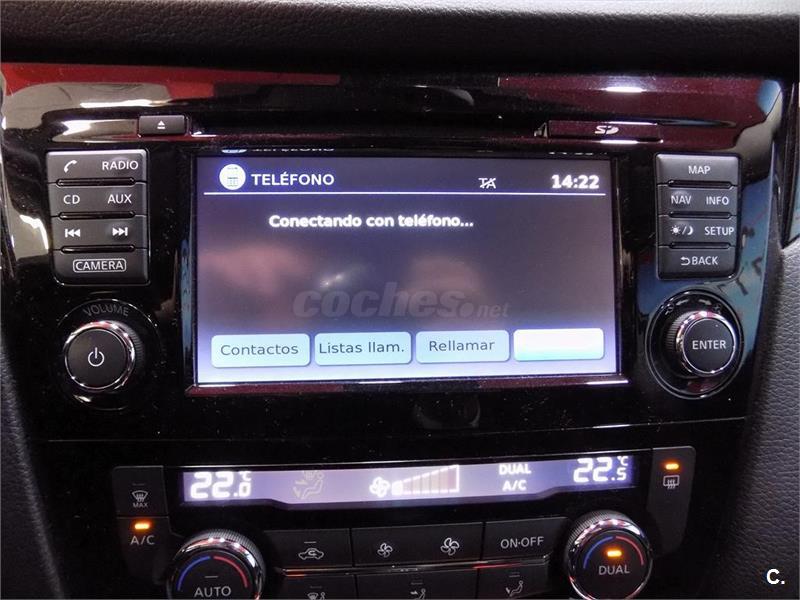 TELÉFONO TA 14:22
Conectando con teléfono...
coches.net
Contactos Listas llam. Rellamar
RADIO
CD AUX
CAMERA
VOLUME
SD
MAP
NAV INFO
SETUP
BACK
ENTER
22.0°C DUAL A/C 22.5°C
MAX
A/C
AUTO
ON·OFF
DUAL
C.